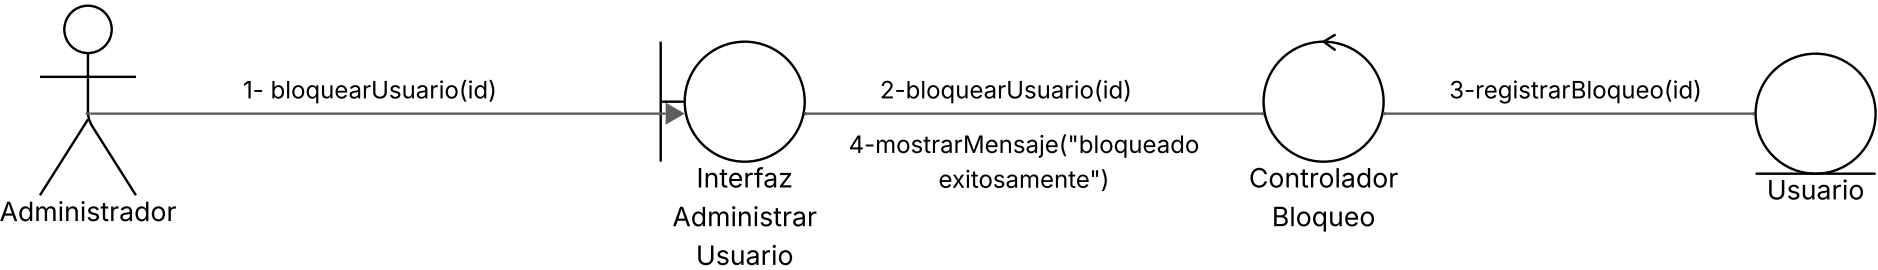 1- bloquearUsuario(id)
2-bloquearUsuario(id)
3-registrarBloqueo(id)
4-mostrarMensaje("bloqueado
exitosamente")
Administrador
Interfaz
Administrar
Usuario
Controlador
Bloqueo
Usuario